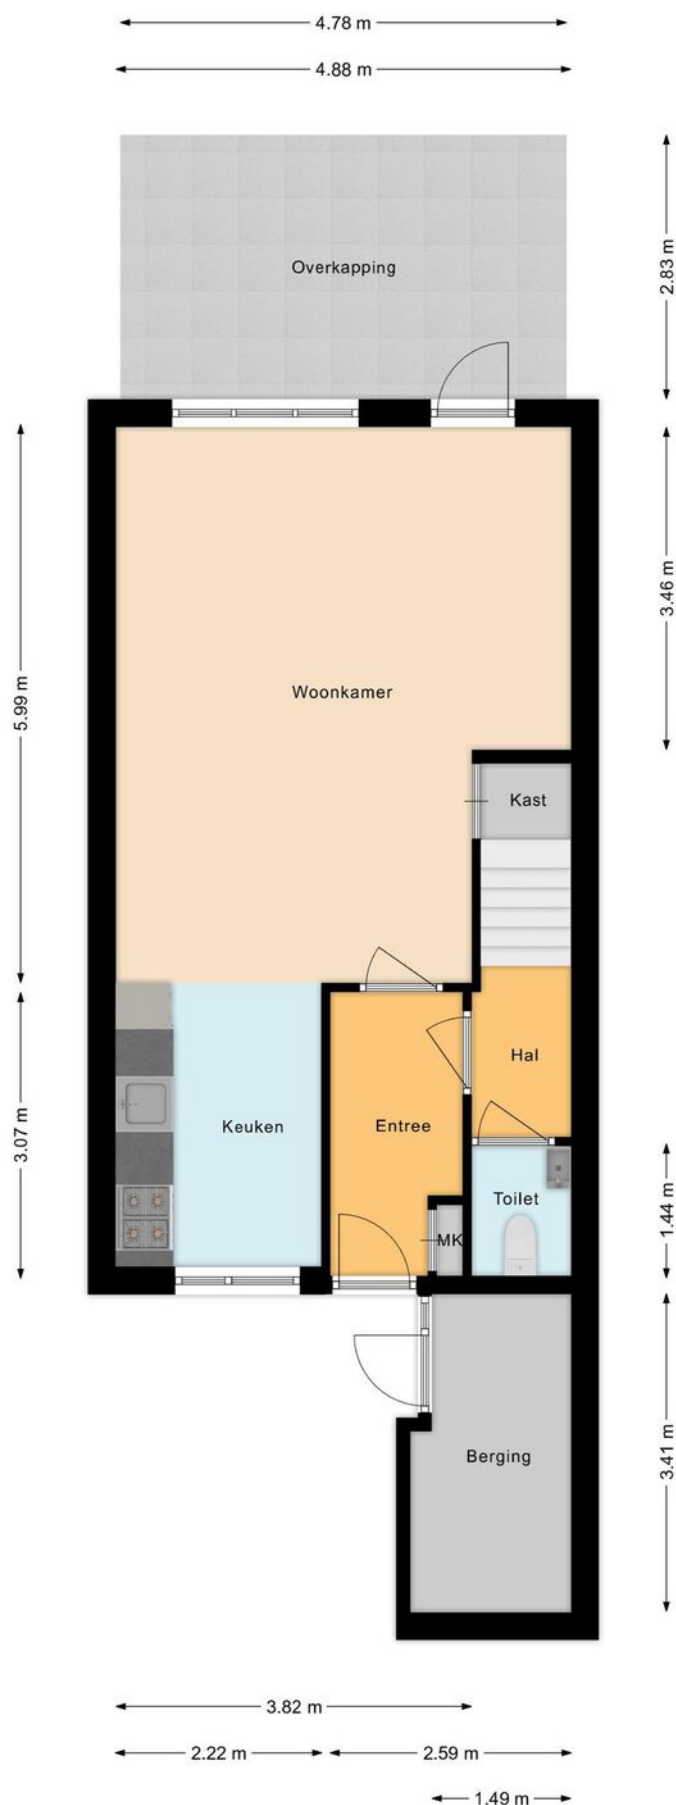 4.78 m
4.88 m
Overkapping
2.83 m
3.46 m
5.99 m
Woonkamer
Kast
Hal
Keuken
Entree
3.07 m
Toilet
1.44 m
MK
Berging
3.41 m
3.82 m
2.22 m
2.59 m
1.49 m